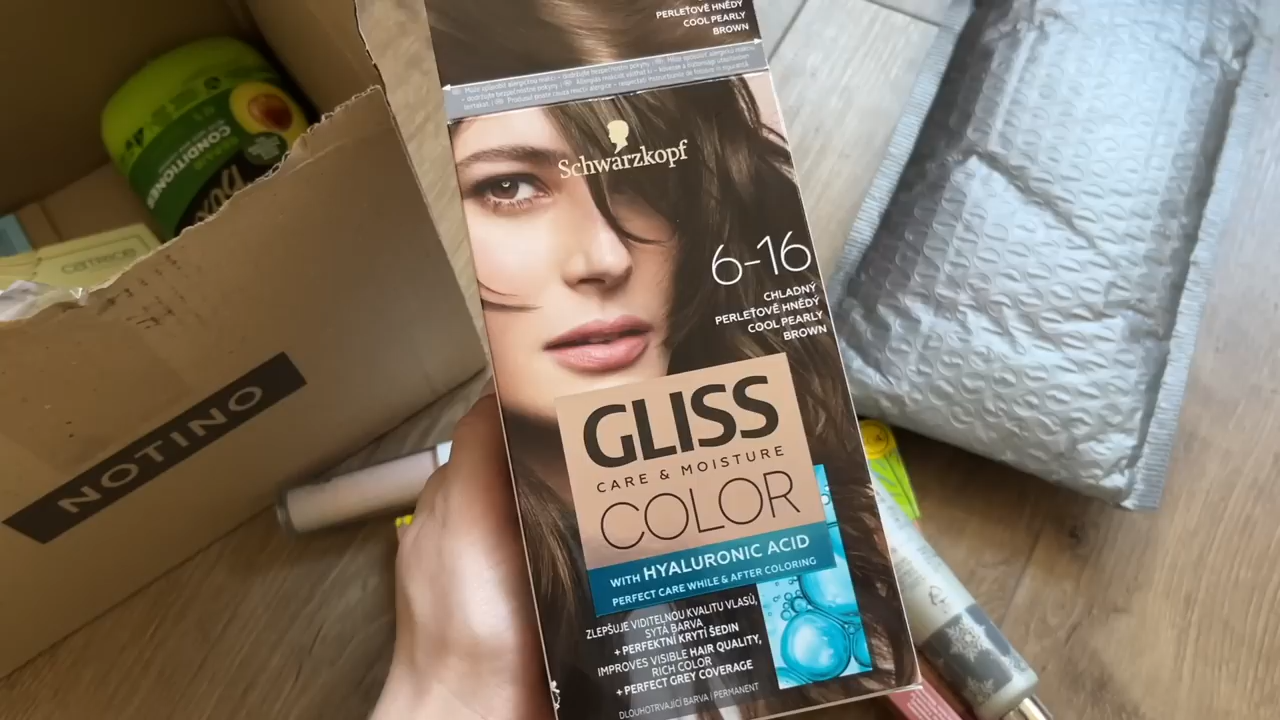 PERLEŤOVĚ HNĚDÝ
COOL PEARLY
BROWN
Schwarzkopf
6-16
CHLADNÝ
PERLEŤOVĚ HNĚDÝ
COOL PEARLY
BROWN
GLISS
CARE & MOISTURE
COLOR
WITH HYALURONIC ACID
PERFECT CARE WHILE & AFTER COLORING
ZLEPŠUJE VIDITELNOU KVALITU VLASŮ,
SYTÁ BARVA
+ PERFEKTNÍ KRYTÍ ŠEDIN
IMPROVES VISIBLE HAIR QUALITY,
RICH COLOR
+ PERFECT GREY COVERAGE
DLOUHOTRVAJÍCÍ BARVA | PERMANENT
NOTINO
CONDITIONER
CATRICE